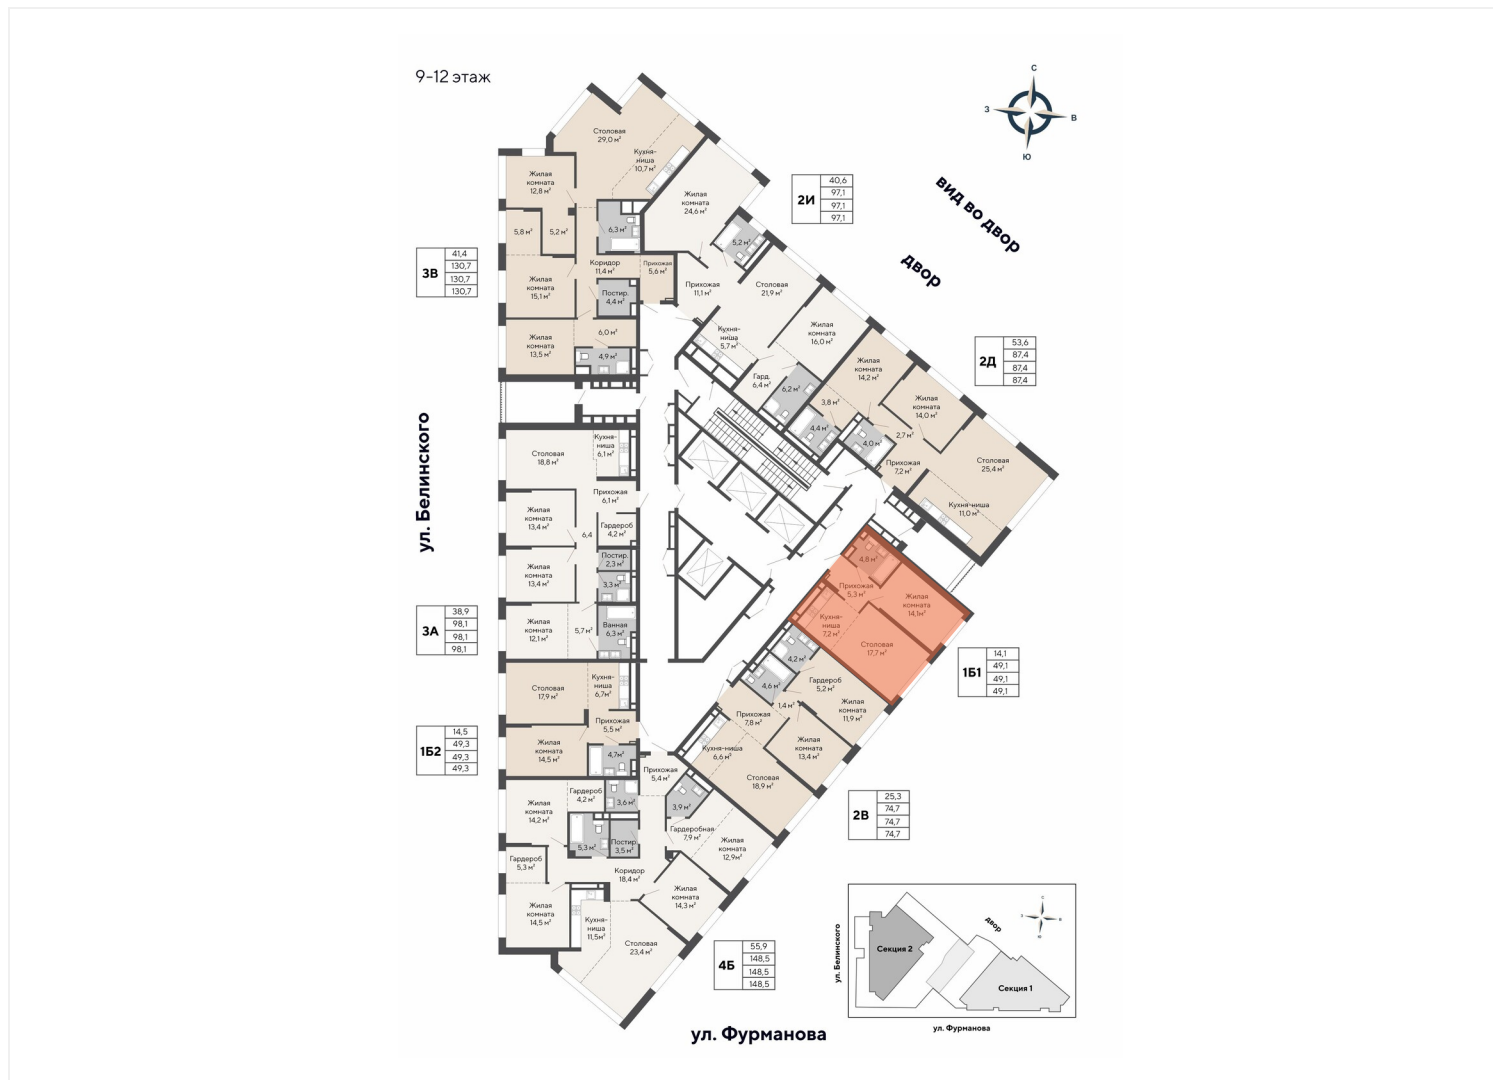 9-12 этаж
С
З
В
Ю
вид во двор
двор
ул. Белинского
3В
41,4
130,7
130,7
130,7
Столовая
29,0 м²
Кухня-
ниша
10,7 м²
Жилая
комната
12,8 м²
5,8 м²
5,2 м²
6,3 м²
Коридор
11,4 м²
Прихожая
5,6 м²
Жилая
комната
15,1 м²
Постир.
4,4 м²
Жилая
комната
13,5 м²
6,0 м²
4,9 м²
2И
40,6
97,1
97,1
97,1
Жилая
комната
24,6 м²
5,2 м²
Прихожая
11,1 м²
Столовая
21,9 м²
Кухня-
ниша
5,7 м²
Жилая
комната
16,0 м²
Гард.
6,4 м²
6,2 м²
2Д
53,6
87,4
87,4
87,4
Жилая
комната
14,2 м²
3,8 м²
4,4 м²
Жилая
комната
14,0 м²
4,0 м²
2,7 м²
Прихожая
7,2 м²
Столовая
25,4 м²
Кухня-ниша
11,0 м²
3А
38,9
98,1
98,1
98,1
Столовая
18,8 м²
Кухня-
ниша
6,1 м²
Прихожая
6,1 м²
Жилая
комната
13,4 м²
6,4
Гардероб
4,2 м²
Постир.
2,3 м²
Жилая
комната
13,4 м²
3,3 м²
Жилая
комната
12,1 м²
5,7 м²
Ванная
6,3 м²
1Б1
14,1
49,1
49,1
49,1
4,8 м²
Прихожая
5,3 м²
Жилая
комната
14,1м²
Кухня-
ниша
7,2 м²
Столовая
17,7 м²
1Б2
14,5
49,3
49,3
49,3
Столовая
17,9 м²
Кухня-
ниша
6,7м²
Прихожая
5,5 м²
Жилая
комната
14,5 м²
4,7м²
2В
25,3
74,7
74,7
74,7
4,2 м²
4,6 м²
Гардероб
5,2 м²
1,4 м²
Жилая
комната
11,9 м²
Прихожая
7,8 м²
Жилая
комната
13,4 м²
Кухня-ниша
6,6 м²
Столовая
18,9 м²
4Б
55,9
148,5
148,5
148,5
Прихожая
5,4 м²
Гардероб
4,2 м²
3,6 м²
3,9 м²
Жилая
комната
14,2 м²
5,3 м²
Постир.
3,5 м²
Гардеробная
7,9 м²
Жилая
комната
12,9м²
Гардероб
5,3 м²
Коридор
18,4 м²
Жилая
комната
14,3 м²
Жилая
комната
14,5 м²
Кухня-
ниша
11,5м²
Столовая
23,4 м²
ул. Фурманова
ул. Белинского
Секция 2
двор
С
З
В
Ю
Секция 1
ул. Фурманова